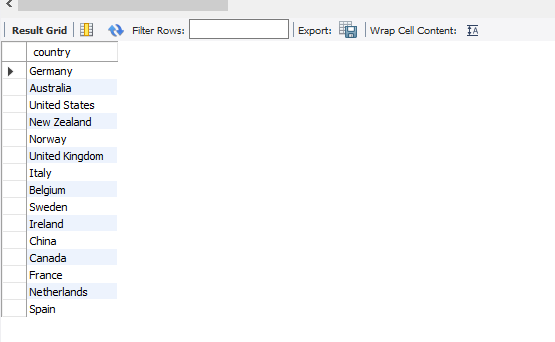 Result Grid Filter Rows: Export: Wrap Cell Content: IA
country
Germany
Australia
United States
New Zealand
Norway
United Kingdom
Italy
Belgium
Sweden
Ireland
China
Canada
France
Netherlands
Spain